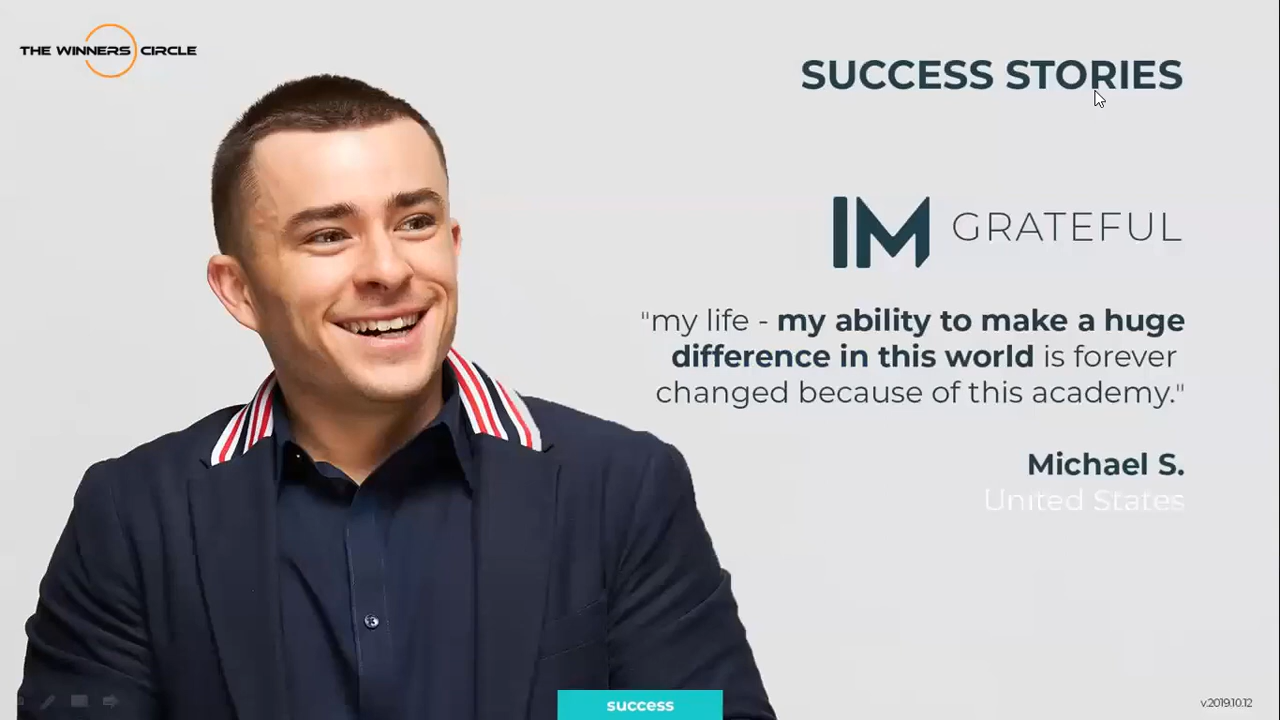 THE WINNERS CIRCLE
SUCCESS STORIES
IM GRATEFUL
"my life - my ability to make a huge
difference in this world is forever
changed because of this academy."
Michael S.
United States
success
v.2019.10.12